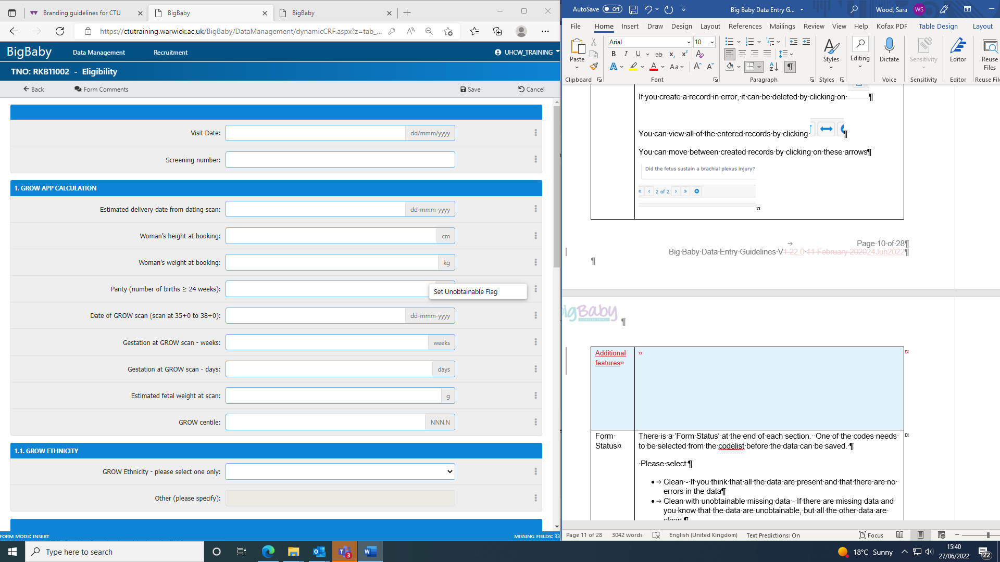 Branding guidelines for CTU
BigBaby
BigBaby
https://ctutraining.warwick.ac.uk/BigBaby/DataManagement/dynamicCRF.aspx?z=tab_...
BigBaby
Data Management
Recruitment
UHCW_TRAINING
TNO: RKB11002 - Eligibility
Back
Form Comments
Save
Cancel
Visit Date:
dd/mmm/yyyy
Screening number:
1. GROW APP CALCULATION
Estimated delivery date from dating scan:
dd-mmm-yyyy
Woman's height at booking:
cm
Woman's weight at booking:
kg
Parity (number of births ≥ 24 weeks):
Set Unobtainable Flag
Date of GROW scan (scan at 35+0 to 38+0):
dd-mmm-yyyy
Gestation at GROW scan - weeks:
weeks
Gestation at GROW scan - days:
days
Estimated fetal weight at scan:
g
GROW centile:
NNN.N
1.1. GROW ETHNICITY
GROW Ethnicity - please select one only:
Other (please specify):
FORM MODE: INSERT
MISSING FIELDS: 33
AutoSave Off
Big Baby Data Entry G...
Wood, Sara
WS
File Home Insert Draw Design Layout References Mailings Review View Help Kofax PDF Table Design Layout
Paste
Arial
10
B I U ab x₂ x²
A A A Aa A A
Styles
Editing
Dictate
Sensitivity
Editor
Reuse
Files
Clipboard
Font
Paragraph
Styles
Voice
Sensitivity
Editor
Reuse File
If you create a record in error, it can be deleted by clicking on ¶
You can view all of the entered records by clicking ¶
You can move between created records by clicking on these arrows¶
Did the fetus sustain a brachial plexus injury?
« ‹ 2 of 2 › »
Page 10 of 28¶
Big Baby Data Entry Guidelines V1.22.0 11 February 202024Jun2022¶
¶
igBaby
¶
Additional
features¤
Form
Status¤
There is a ‘Form Status’ at the end of each section. One of the codes needs
to be selected from the codelist before the data can be saved. ¶
Please select:¶
• Clean - If you think that all the data are present and that there are no
errors in the data¶
• Clean with unobtainable missing data - If there are missing data and
you know that the data are unobtainable, but all the other data are
clean ¶
Page 11 of 28
3042 words
English (United Kingdom)
Text Predictions: On
Focus
Type here to search
3
18°C Sunny
15:40
27/06/2022
22